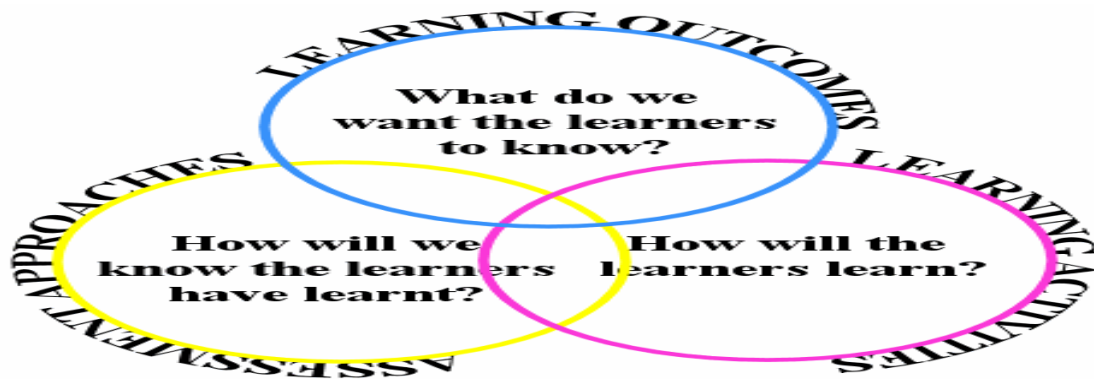 LEARNING OUTCOMES
What do we
want the learners
to know?
ASSESSMENT APPROACHES
How will we
know the learners
have learnt?
LEARNING ACTIVITIES
How will the
learners learn?